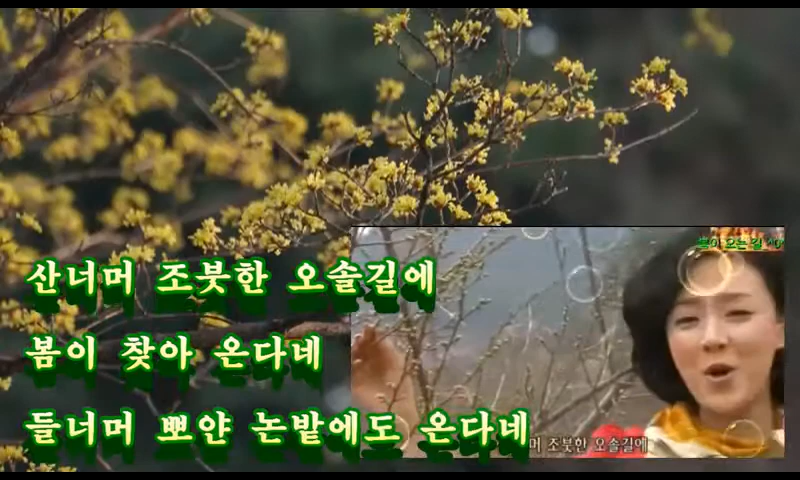 봄이 오는 길
산너머 조붓한 오솔길에
봄이 찾아 온다네
들너머 뽀얀 논밭에도 온다네
머 조붓한 오솔길에